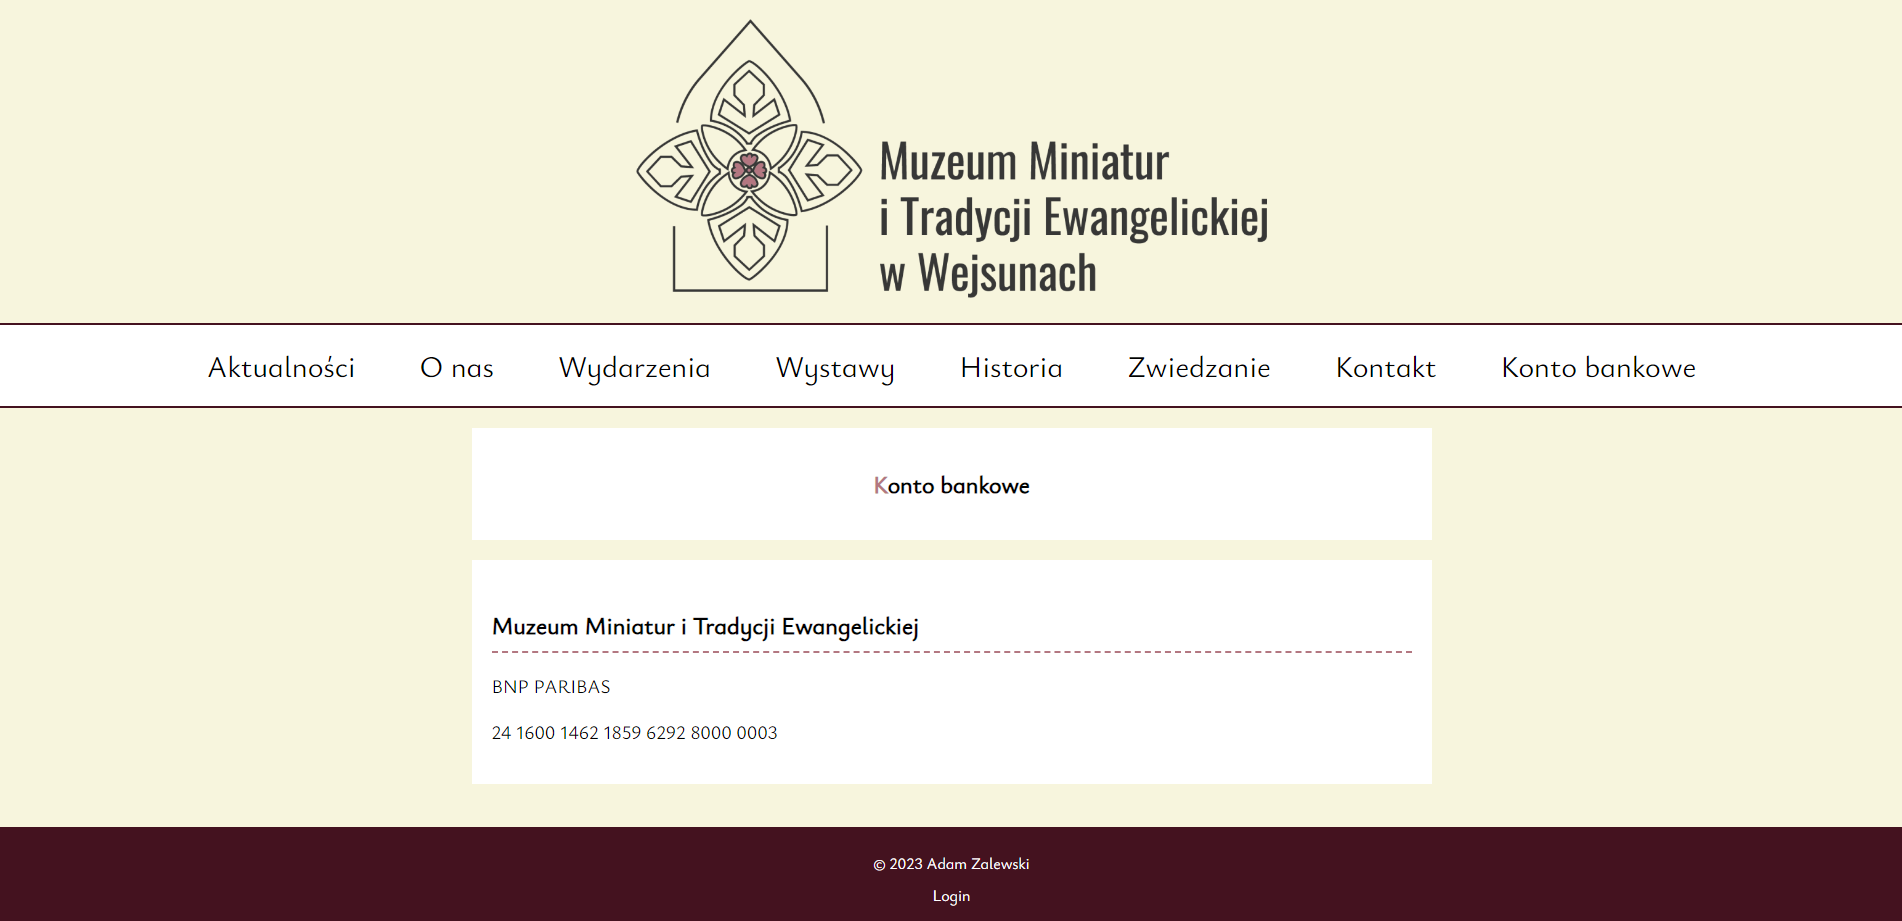 Muzeum Miniatur
i Tradycji Ewangelickiej
w Wejsunach
Aktualności O nas Wydarzenia Wystawy Historia Zwiedzanie Kontakt Konto bankowe
Konto bankowe
Muzeum Miniatur i Tradycji Ewangelickiej
BNP PARIBAS
24 1600 1462 1859 6292 8000 0003
© 2023 Adam Zalewski
Login